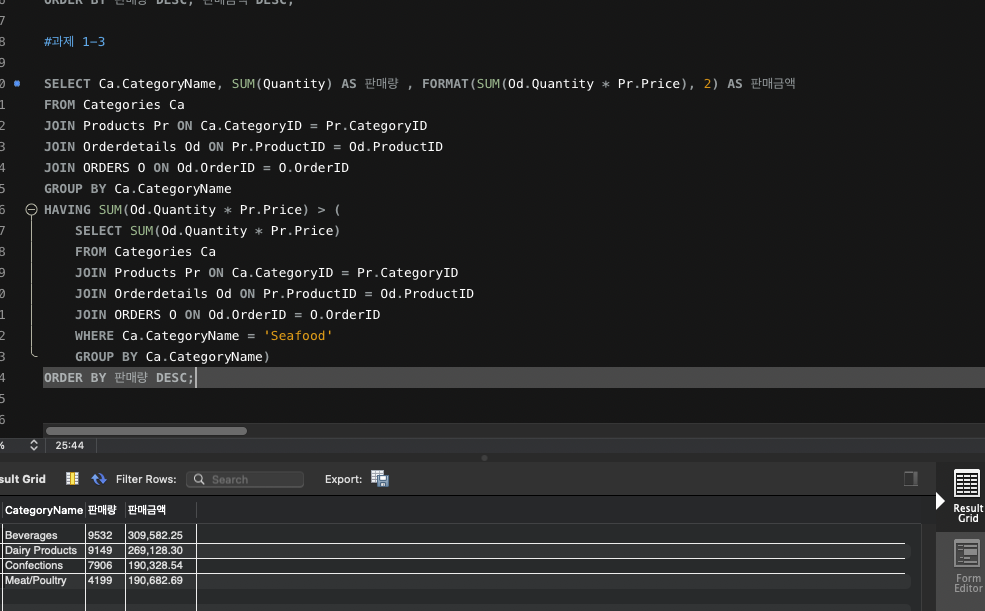 ORDER BY 판매량 DESC, 판매금액 DESC;
7
8 #과제 1-3
9
0 SELECT Ca.CategoryName, SUM(Quantity) AS 판매량 , FORMAT(SUM(Od.Quantity * Pr.Price), 2) AS 판매금액
1 FROM Categories Ca
2 JOIN Products Pr ON Ca.CategoryID = Pr.CategoryID
3 JOIN Orderdetails Od ON Pr.ProductID = Od.ProductID
4 JOIN ORDERS O ON Od.OrderID = O.OrderID
5 GROUP BY Ca.CategoryName
6 HAVING SUM(Od.Quantity * Pr.Price) > (
7 SELECT SUM(Od.Quantity * Pr.Price)
8 FROM Categories Ca
9 JOIN Products Pr ON Ca.CategoryID = Pr.CategoryID
0 JOIN Orderdetails Od ON Pr.ProductID = Od.ProductID
1 JOIN ORDERS O ON Od.OrderID = O.OrderID
2 WHERE Ca.CategoryName = 'Seafood'
3 GROUP BY Ca.CategoryName)
4 ORDER BY 판매량 DESC;
5
6
% 25:44
sult Grid Filter Rows: Search Export:
CategoryName 판매량 판매금액
Beverages 9532 309,582.25
Dairy Products 9149 269,128.30
Confections 7906 190,328.54
Meat/Poultry 4199 190,682.69
Result
Grid
Form
Editor